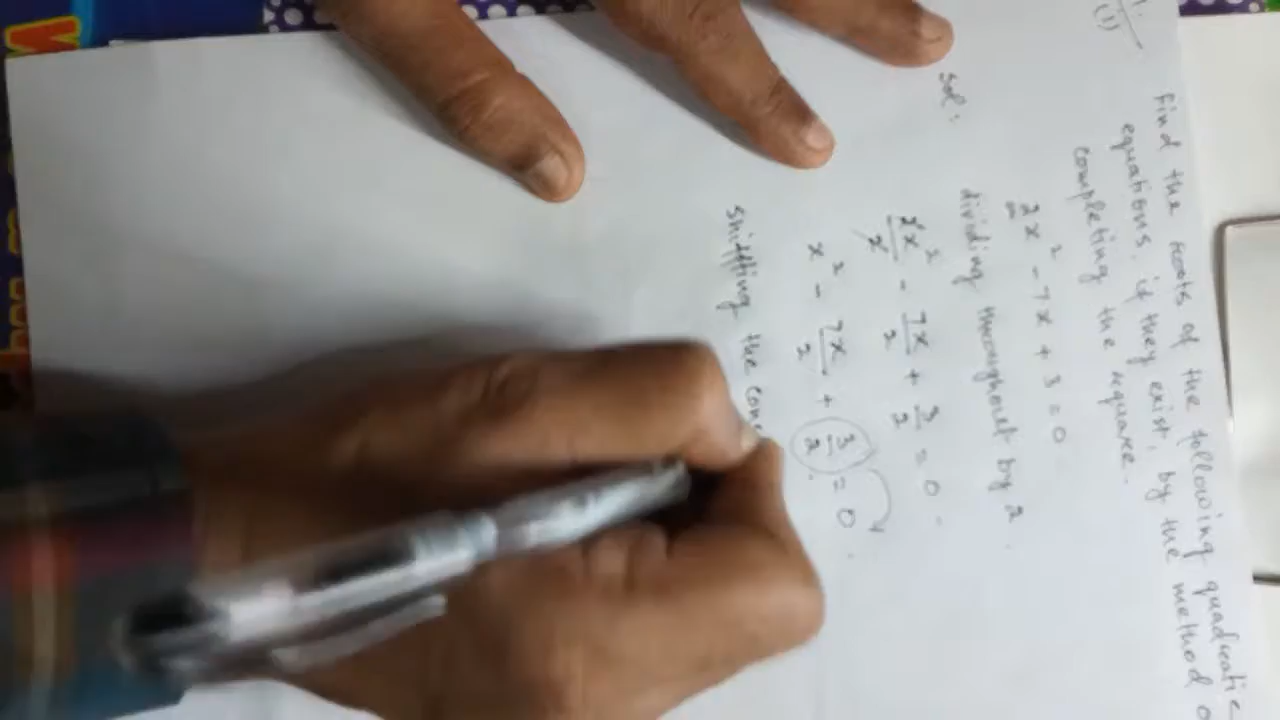 1.
(i) Find the roots of the following quadratic
equations, if they exist, by the method o
completing the square.
2x² - 7x + 3 = 0
Sol:
dividing throughout by 2.
2x²/2 - 7x/2 + 3/2 = 0.
x² - 7x/2 + 3/2 = 0.
Shiffting the con